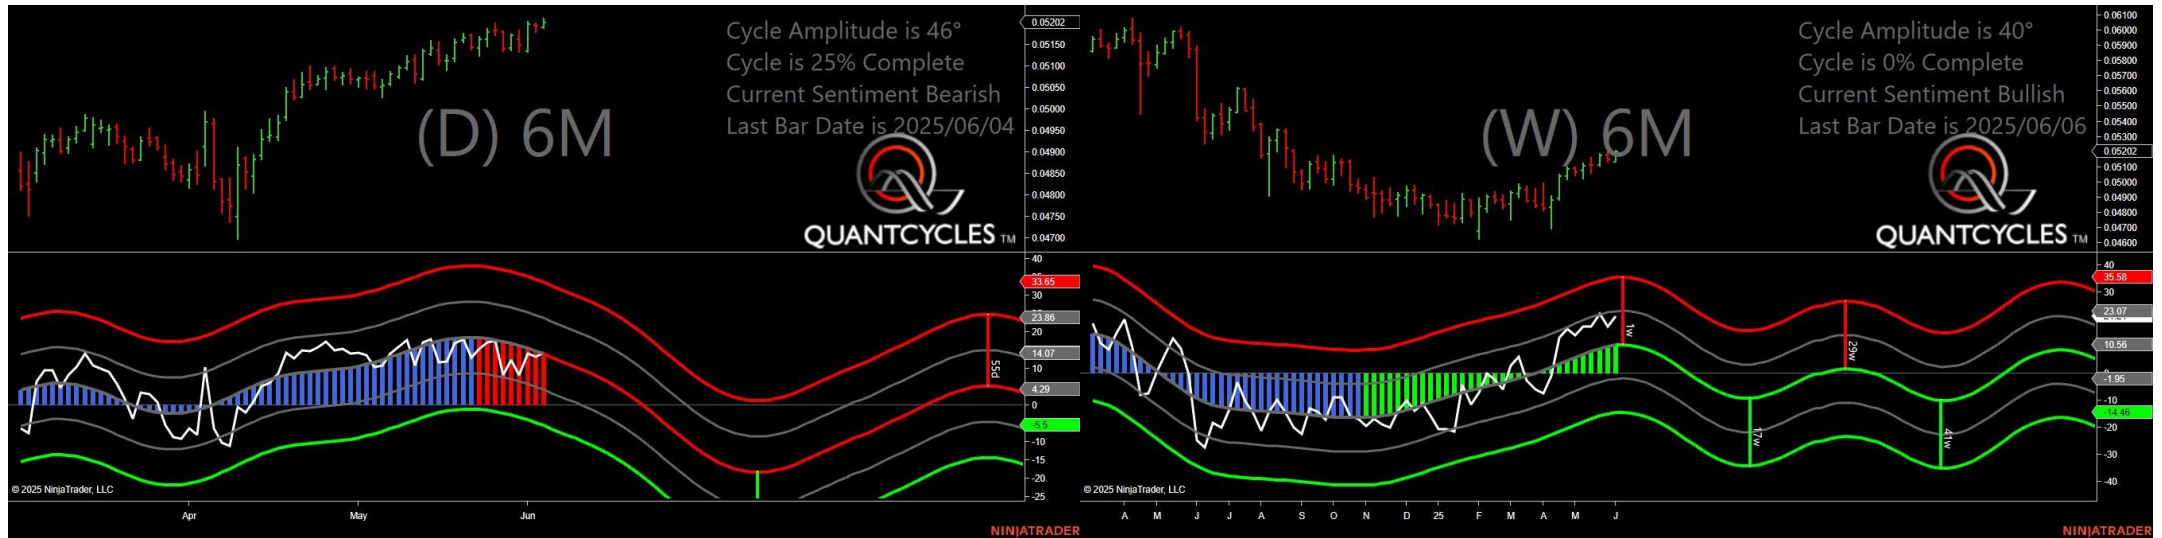 Cycle Amplitude is 46°
Cycle is 25% Complete
Current Sentiment Bearish
Last Bar Date is 2025/06/04
(D) 6M
QUANTCYCLES TM
0.05202
0.05150
0.05100
0.05050
0.05000
0.04950
0.04900
0.04850
0.04800
0.04750
0.04700
40
33.65
30
23.86
20
14.07
10
4.29
0
-5.5
-10
-15
-20
-25
55d
© 2025 NinjaTrader, LLC
Apr May Jun
NINJATRADER
Cycle Amplitude is 40°
Cycle is 0% Complete
Current Sentiment Bullish
Last Bar Date is 2025/06/06
(W) 6M
QUANTCYCLES TM
0.06100
0.06000
0.05900
0.05800
0.05700
0.05600
0.05500
0.05400
0.05300
0.05202
0.05100
0.05000
0.04900
0.04800
0.04700
0.04600
40
35.58
30
23.07
10.56
-1.95
-10
-14.46
-20
-30
-40
1w
29w
17w
41w
© 2025 NinjaTrader, LLC
A M J J A S O N D 25 F M A M J
NINJATRADER